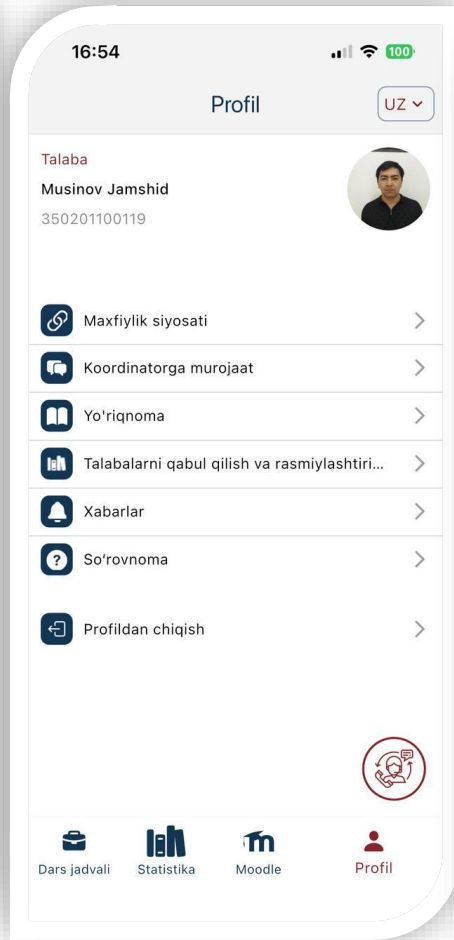 16:54
100
Profil
UZ
Talaba
Musinov Jamshid
350201100119
Maxfiylik siyosati
Koordinatorga murojaat
Yo'riqnoma
Talabalarni qabul qilish va rasmiylashtiri...
Xabarlar
So‘rovnoma
Profildan chiqish
Dars jadvali
Statistika
Moodle
Profil